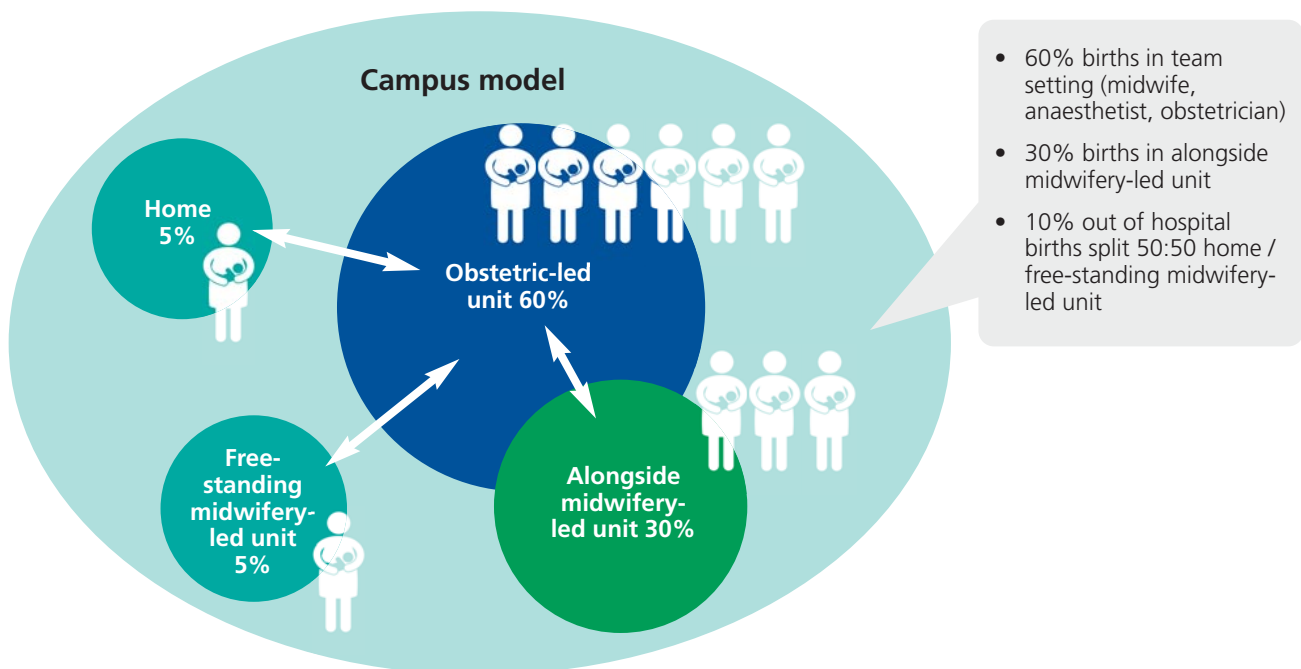 Campus model
Home
5%
Obstetric-led
unit 60%
Free-
standing
midwifery-
led unit
5%
Alongside
midwifery-
led unit 30%
• 60% births in team
setting (midwife,
anaesthetist, obstetrician)
• 30% births in alongside
midwifery-led unit
• 10% out of hospital
births split 50:50 home /
free-standing midwifery-
led unit